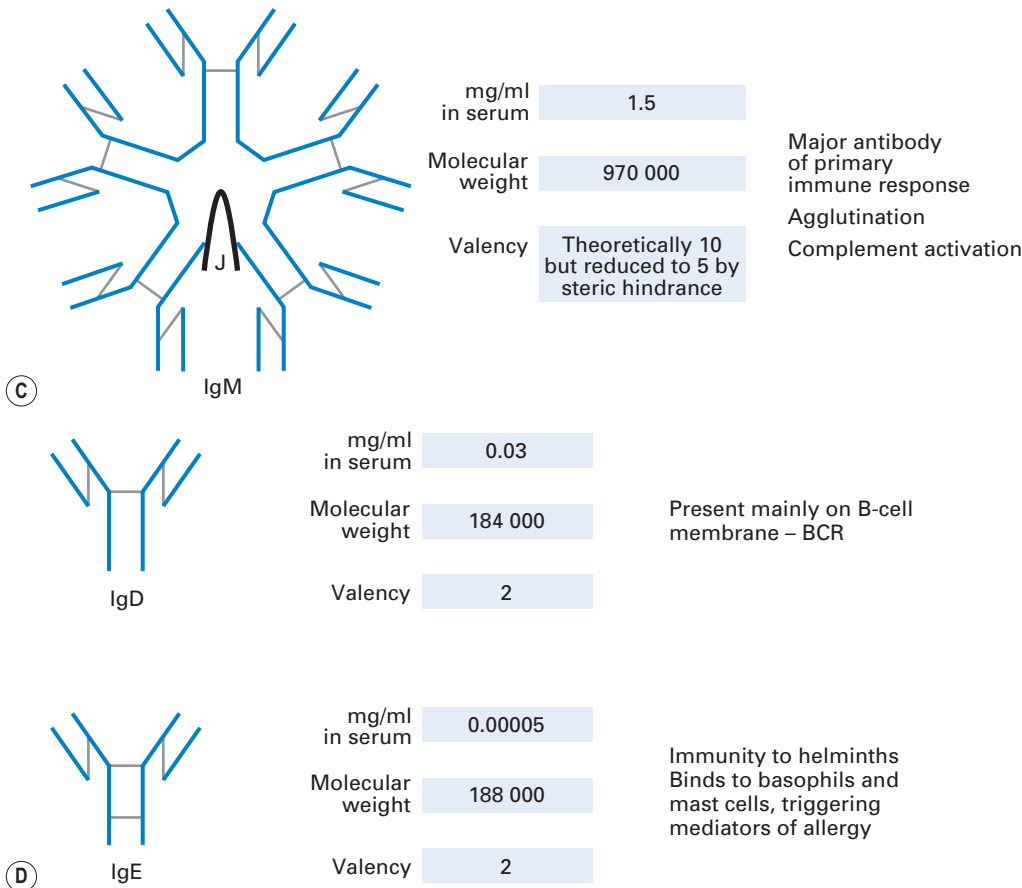 mg/ml
in serum
1.5
Molecular
weight
970 000
Valency
Theoretically 10
but reduced to 5 by
steric hindrance
Major antibody
of primary
immune response
Agglutination
Complement activation
J
IgM
C
mg/ml
in serum
0.03
Molecular
weight
184 000
Valency
2
Present mainly on B-cell
membrane – BCR
IgD
mg/ml
in serum
0.00005
Molecular
weight
188 000
Valency
2
Immunity to helminths
Binds to basophils and
mast cells, triggering
mediators of allergy
IgE
D